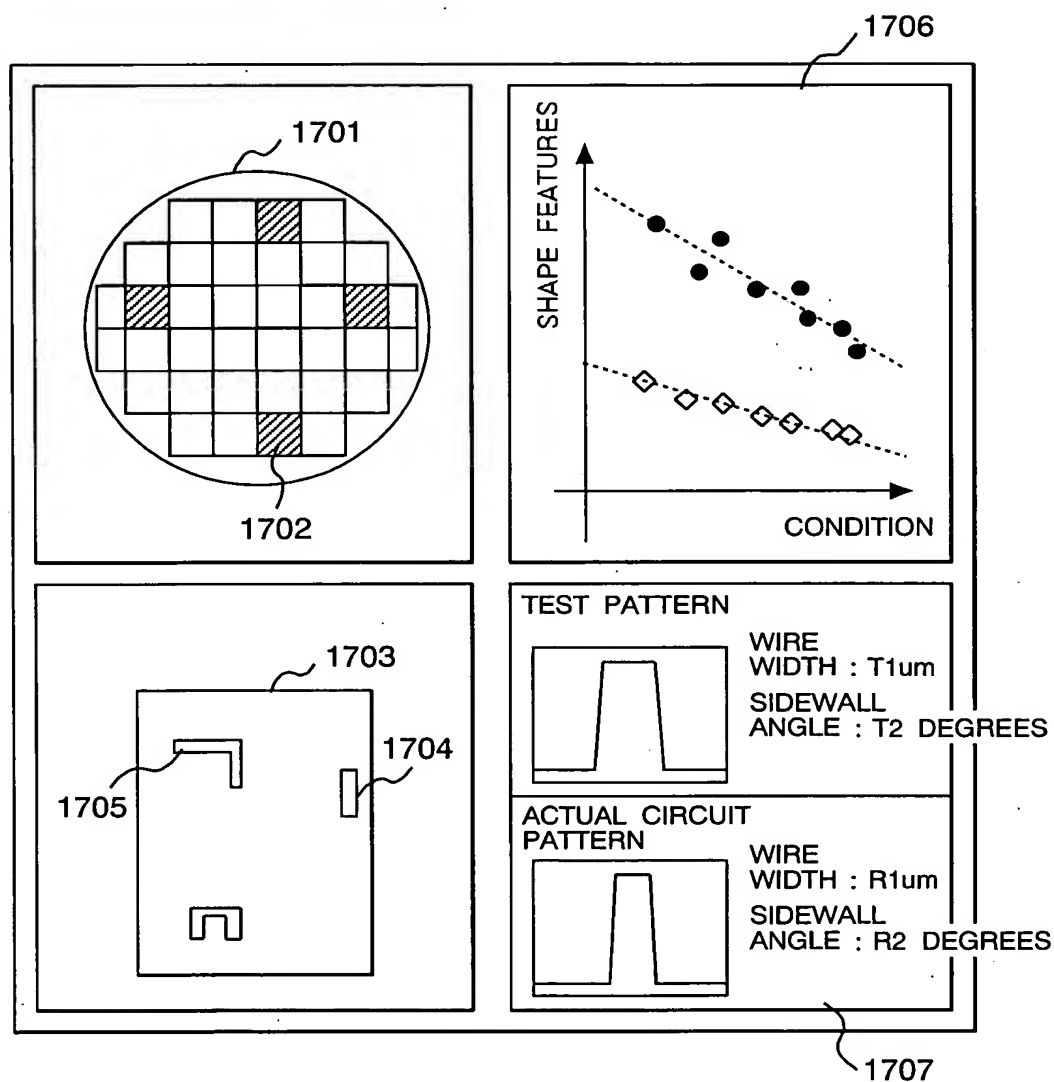 1706
1701
SHAPE FEATURES
1702
CONDITION
1703
1704
1705
TEST PATTERN
WIRE
WIDTH : T1um
SIDEWALL
ANGLE : T2 DEGREES
ACTUAL CIRCUIT
PATTERN
WIRE
WIDTH : R1um
SIDEWALL
ANGLE : R2 DEGREES
1707